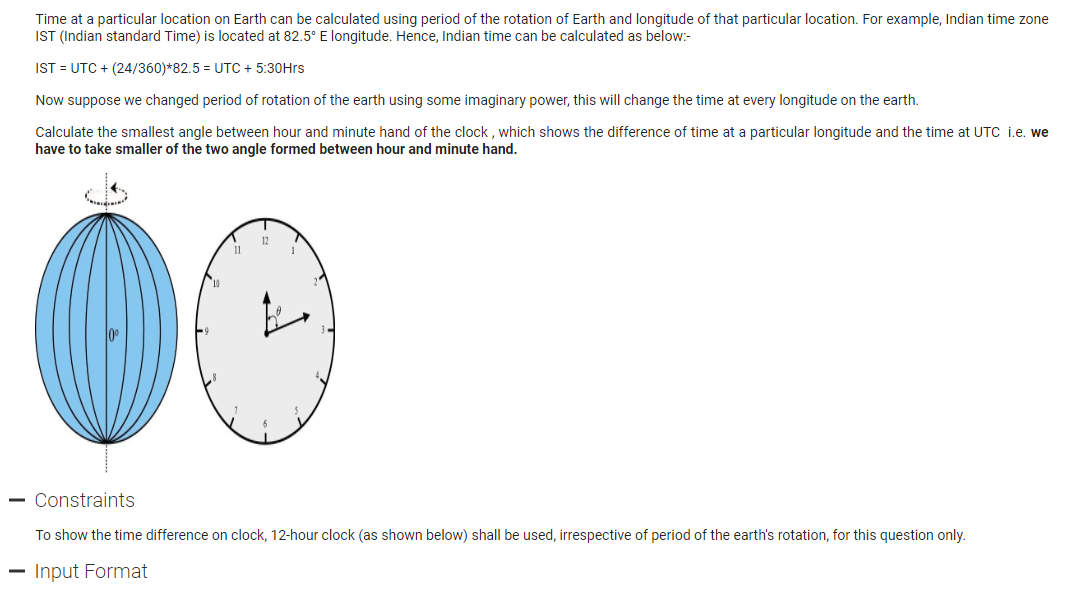 Time at a particular location on Earth can be calculated using period of the rotation of Earth and longitude of that particular location. For example, Indian time zone
IST (Indian standard Time) is located at 82.5° E longitude. Hence, Indian time can be calculated as below:-
IST = UTC + (24/360)*82.5 = UTC + 5:30Hrs
Now suppose we changed period of rotation of the earth using some imaginary power, this will change the time at every longitude on the earth.
Calculate the smallest angle between hour and minute hand of the clock , which shows the difference of time at a particular longitude and the time at UTC i.e. we
have to take smaller of the two angle formed between hour and minute hand.
0°
12
1
2
3
4
5
6
7
8
9
10
11
θ
Constraints
To show the time difference on clock, 12-hour clock (as shown below) shall be used, irrespective of period of the earth's rotation, for this question only.
Input Format